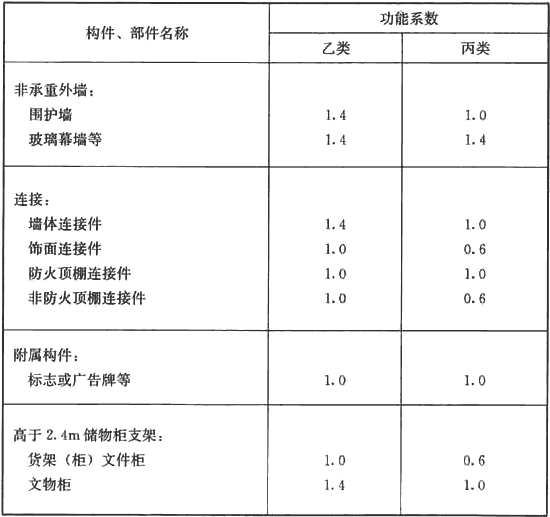 构件、部件名称 功能系数
乙类 丙类
非承重外墙：
围护墙 1.4 1.0
玻璃幕墙等 1.4 1.4
连接：
墙体连接件 1.4 1.0
饰面连接件 1.0 0.6
防火顶棚连接件 1.0 1.0
非防火顶棚连接件 1.0 0.6
附属构件：
标志或广告牌等 1.0 1.0
高于2.4m储物柜支架：
货架（柜）文件柜 1.0 0.6
文物柜 1.4 1.0